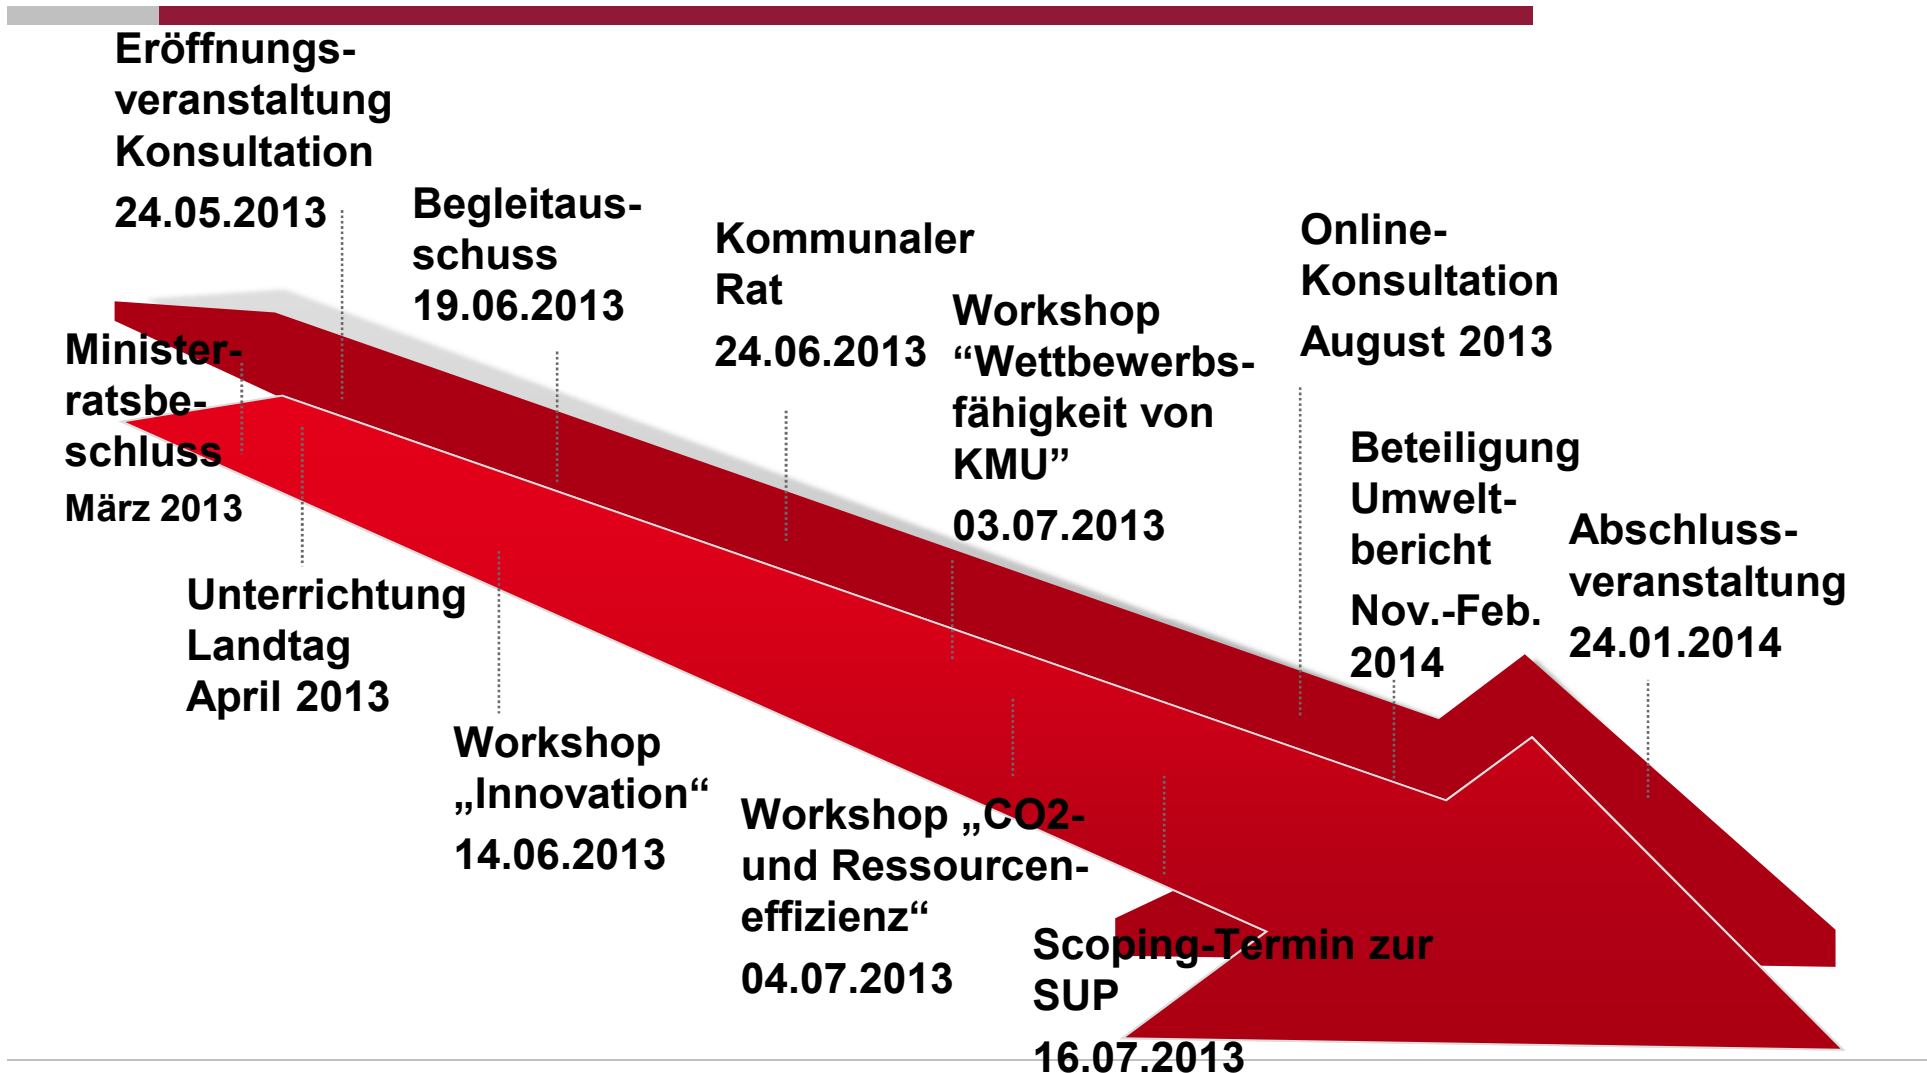 Eröffnungs-
veranstaltung
Konsultation
24.05.2013
Begleitaus-
schuss
19.06.2013
Kommunaler
Rat
24.06.2013
Workshop
“Wettbewerbs-
fähigkeit von
KMU”
03.07.2013
Online-
Konsultation
August 2013
Beteiligung
Umwelt-
bericht
Nov.-Feb.
2014
Abschluss-
veranstaltung
24.01.2014
Minister-
ratsbe-
schluss
März 2013
Unterrichtung
Landtag
April 2013
Workshop
„Innovation“
14.06.2013
Workshop „CO2-
und Ressourcen-
effizienz“
04.07.2013
Scoping-Termin zur
SUP
16.07.2013